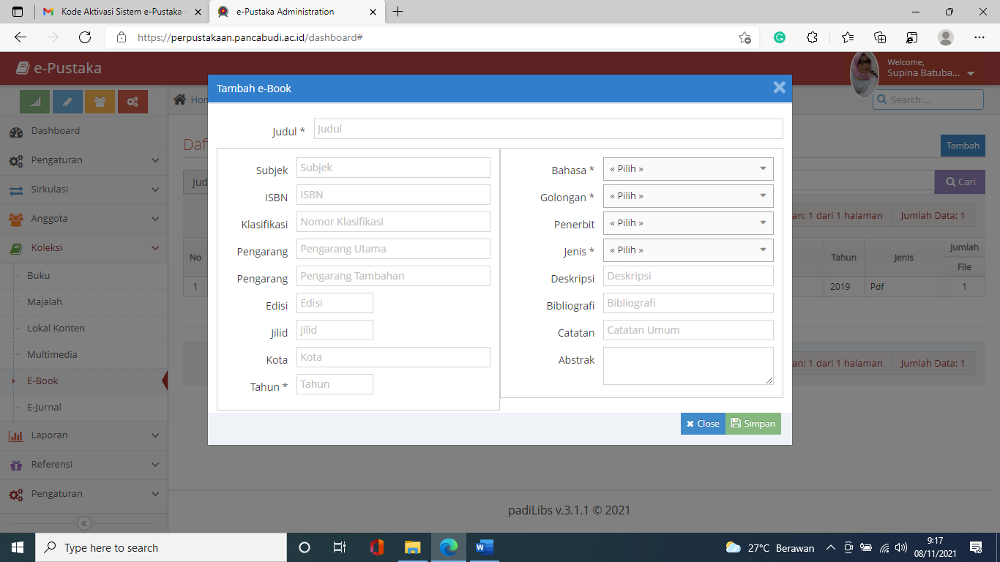 Kode Aktivasi Sistem e-Pustaka -
e-Pustaka Administration
https://perpustakaan.pancabudi.ac.id/dashboard#
e-Pustaka
Welcome,
Supina Batuba...
Search ...
Dashboard
Pengaturan
Sirkulasi
Anggota
Koleksi
Buku
Majalah
Lokal Konten
Multimedia
E-Book
E-Jurnal
Laporan
Referensi
Pengaturan
Tambah
Cari
an: 1 dari 1 halaman Jumlah Data: 1
No Tahun Jenis Jumlah
File
1 2019 Pdf 1
an: 1 dari 1 halaman Jumlah Data: 1
Tambah e-Book
Judul * Judul
Subjek Subjek
ISBN ISBN
Klasifikasi Nomor Klasifikasi
Pengarang Pengarang Utama
Pengarang Pengarang Tambahan
Edisi Edisi
Jilid Jilid
Kota Kota
Tahun * Tahun
Bahasa * « Pilih »
Golongan * « Pilih »
Penerbit « Pilih »
Jenis * « Pilih »
Deskripsi Deskripsi
Bibliografi Bibliografi
Catatan Catatan Umum
Abstrak
Close Simpan
padiLibs v.3.1.1 © 2021
Type here to search
27°C Berawan
9:17
08/11/2021